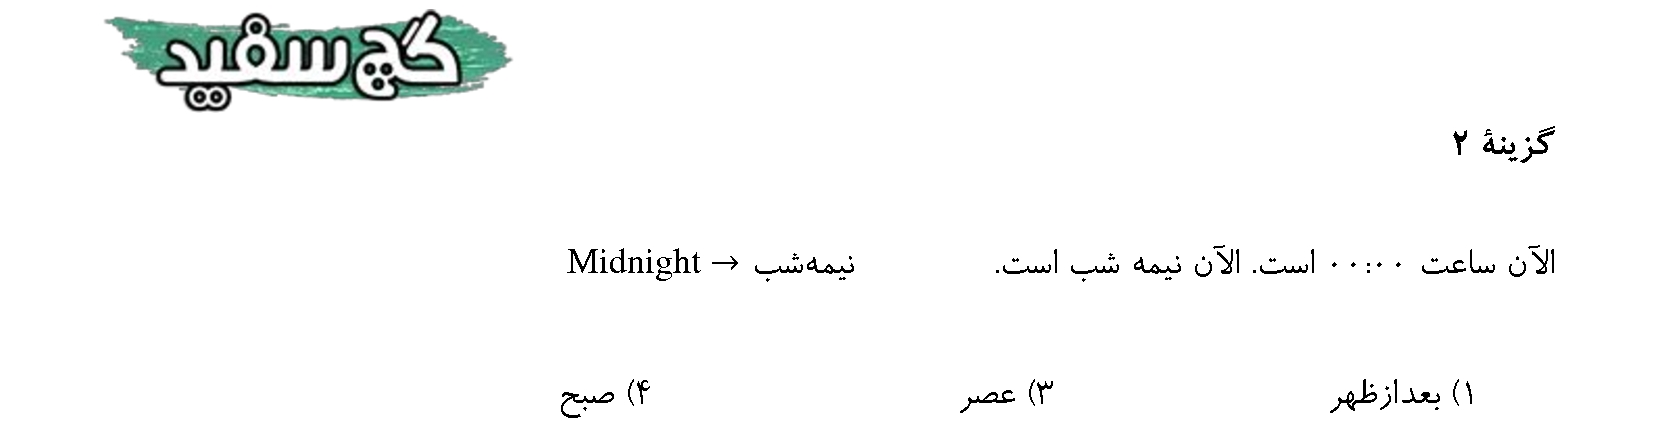 گچ سفید
گزینهٔ ۲
الآن ساعت ۰۰:۰۰ است. الآن نیمه شب است. نیمه‌شب → Midnight
۱) بعدازظهر ۳) عصر ۴) صبح